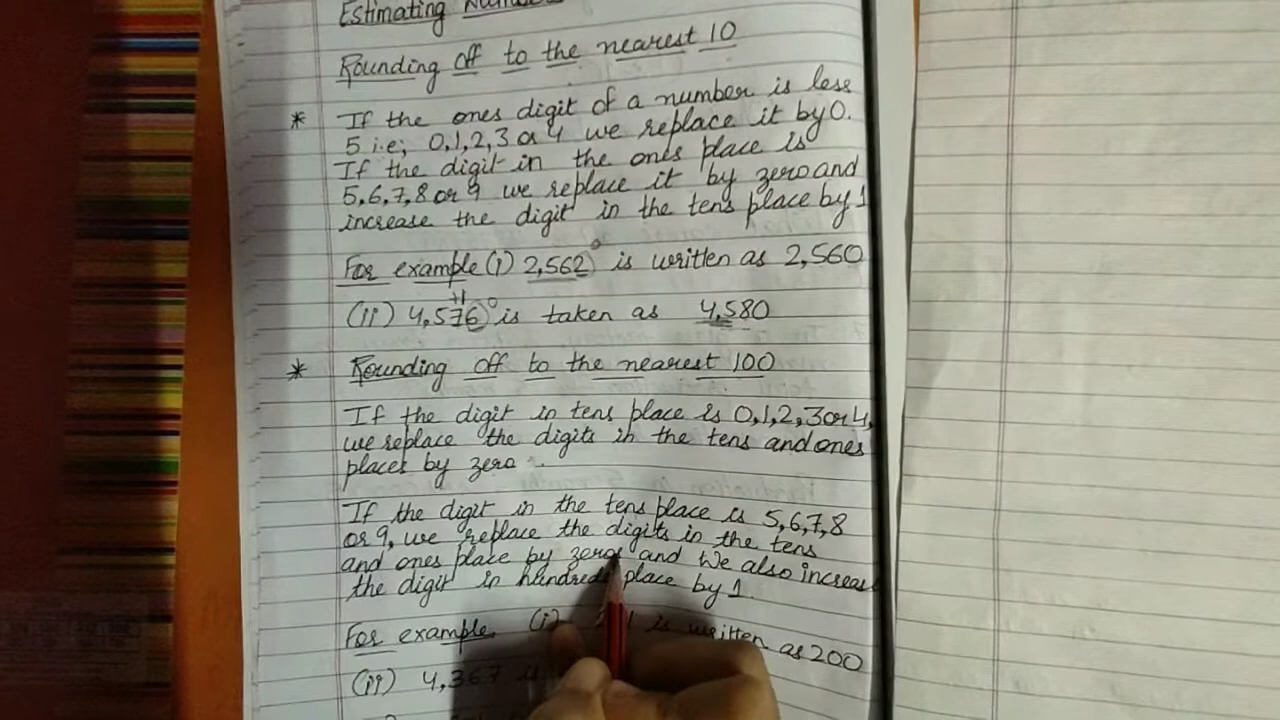 Estimating
Rounding off to the nearest 10
* If the ones digit of a number is less
5 i.e; 0,1,2,3 or 4 we replace it by 0.
If the digit in the ones place is
5,6,7,8 or 9 we replace it by zero and
increase the digit in the tens place by 1
For example (i) 2,562 0 is written as 2,560
+1
(ii) 4,576 0 is taken as 4,580
* Rounding off to the nearest 100
If the digit in tens place is 0,1,2,3 or 4,
we replace the digits in the tens and ones
places by zero.
If the digit in the tens place is 5,6,7,8
or 9, we replace the digits in the tens
and ones place by zeros and We also increas
the digit in hundreds place by 1.
For example. (i) is written as 200
(ii) 4,367